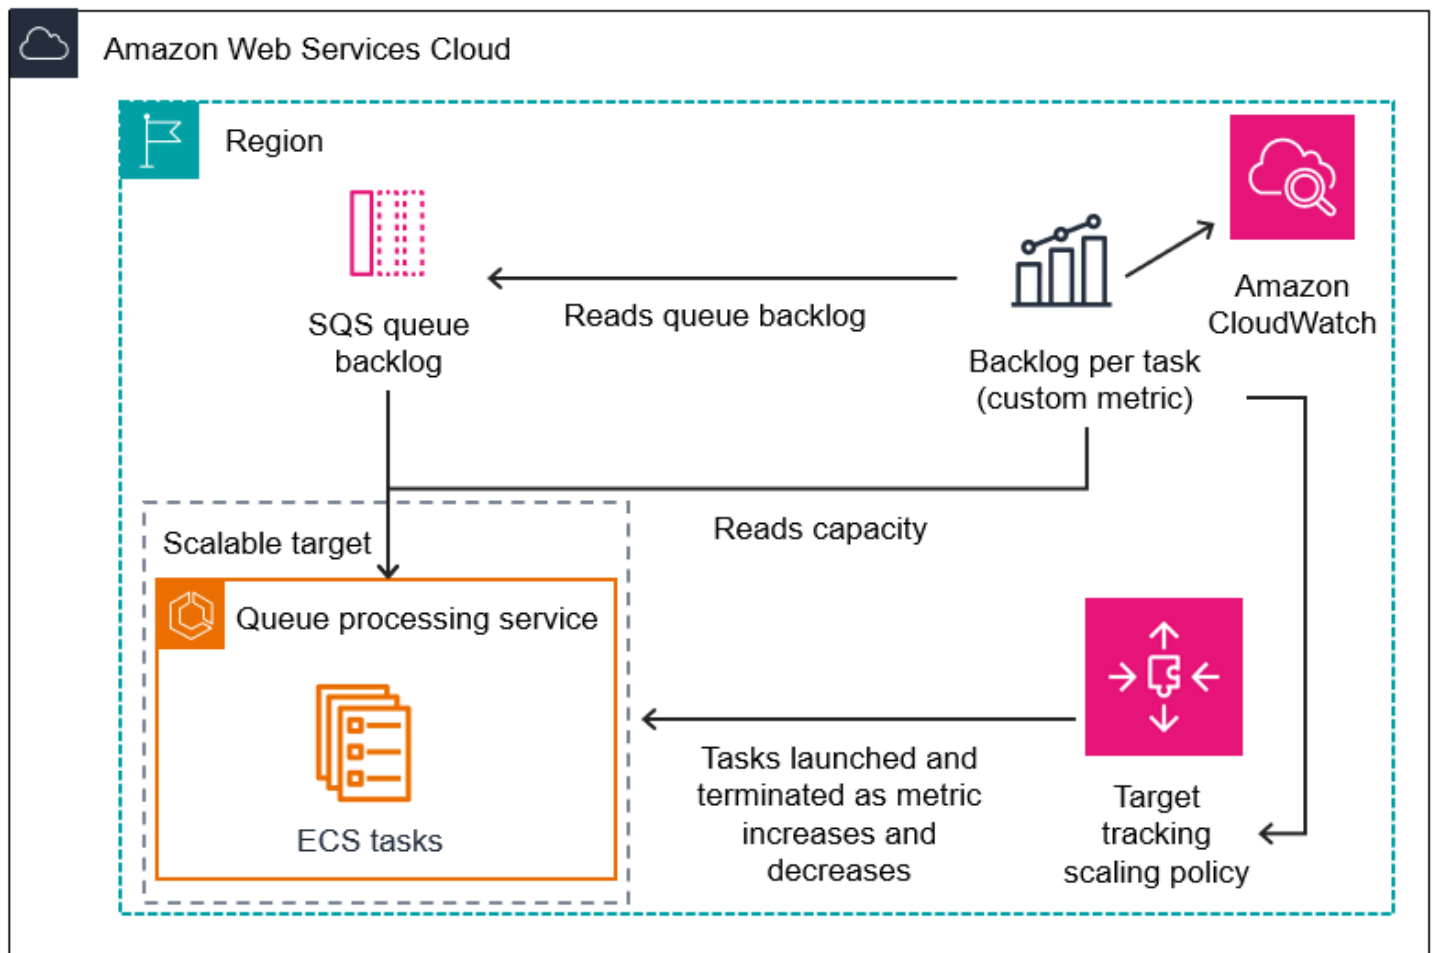 Amazon Web Services Cloud
Region
SQS queue
backlog
Reads queue backlog
Backlog per task
(custom metric)
Amazon
CloudWatch
Reads capacity
Scalable target
Queue processing service
ECS tasks
Tasks launched and
terminated as metric
increases and
decreases
Target
tracking
scaling policy